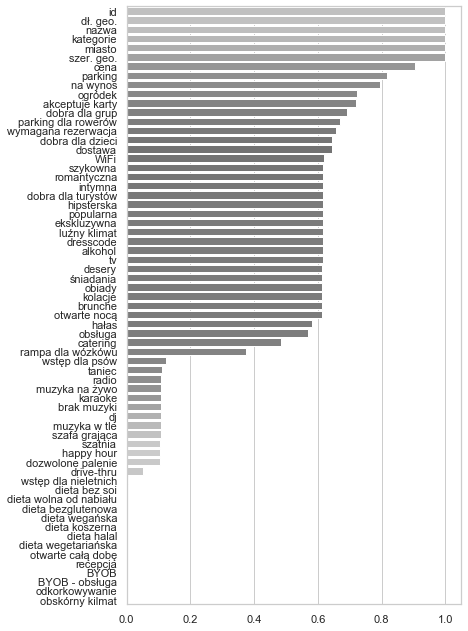 id
dł. geo.
nazwa
kategorie
miasto
szer. geo.
cena
parking
na wynos
ogródek
akceptuje karty
dobra dla grup
parking dla rowerów
wymagana rezerwacja
dobra dla dzieci
dostawa
WiFi
szykowna
romantyczna
intymna
dobra dla turystów
hipsterska
popularna
ekskluzywna
luźny klimat
dresscode
alkohol
tv
desery
śniadania
obiady
kolacje
brunche
otwarte nocą
hałas
obsługa
catering
rampa dla wózków
wstęp dla psów
taniec
radio
muzyka na żywo
karaoke
brak muzyki
dj
muzyka w tle
szafa grająca
szatnia
happy hour
dozwolone palenie
drive-thru
wstęp dla nieletnich
dieta bez soi
dieta wolna od nabiału
dieta bezglutenowa
dieta wegańska
dieta koszerna
dieta halal
dieta wegetariańska
otwarte całą dobę
recepcja
BYOB
BYOB - obsługa
odkorkowywanie
obskórny kilmat
0.0 0.2 0.4 0.6 0.8 1.0